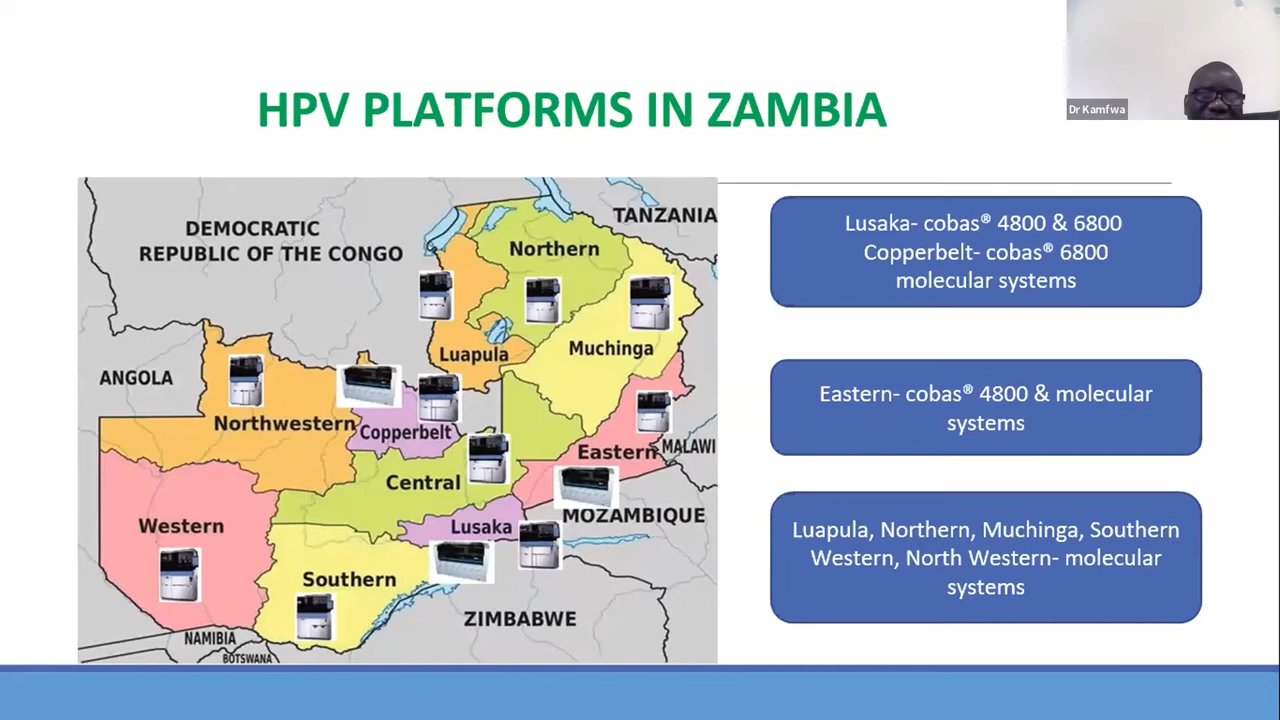 Dr Kamfwa
HPV PLATFORMS IN ZAMBIA
DEMOCRATIC
REPUBLIC OF THE CONGO
TANZANIA
Northern
Luapula
Muchinga
ANGOLA
Northwestern
Copperbelt
Eastern
MALAWI
Central
MOZAMBIQUE
Western
Lusaka
Southern
ZIMBABWE
NAMIBIA
BOTSWANA
Lusaka- cobas® 4800 & 6800
Copperbelt- cobas® 6800
molecular systems
Eastern- cobas® 4800 & molecular
systems
Luapula, Northern, Muchinga, Southern
Western, North Western- molecular
systems